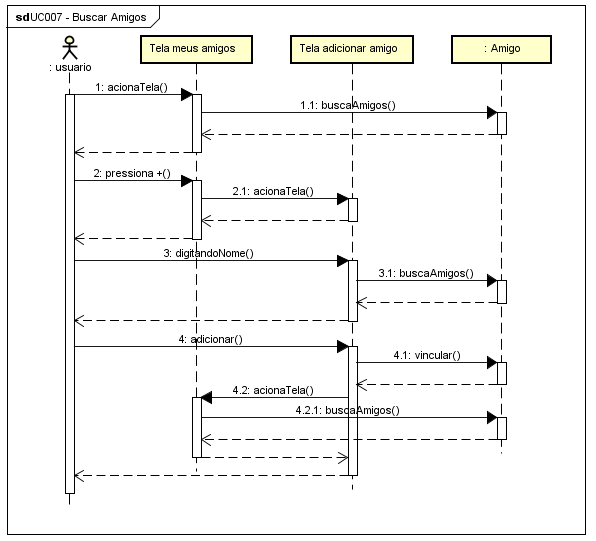 sdUC007 - Buscar Amigos
Tela meus amigos
Tela adicionar amigo
: Amigo
: usuario
1: acionaTela()
1.1: buscaAmigos()
2: pressiona +()
2.1: acionaTela()
3: digitandoNome()
3.1: buscaAmigos()
4: adicionar()
4.1: vincular()
4.2: acionaTela()
4.2.1: buscaAmigos()